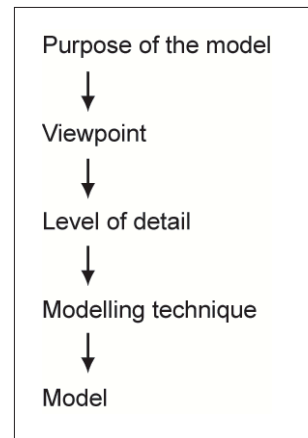 Purpose of the model
Viewpoint
Level of detail
Modelling technique
Model